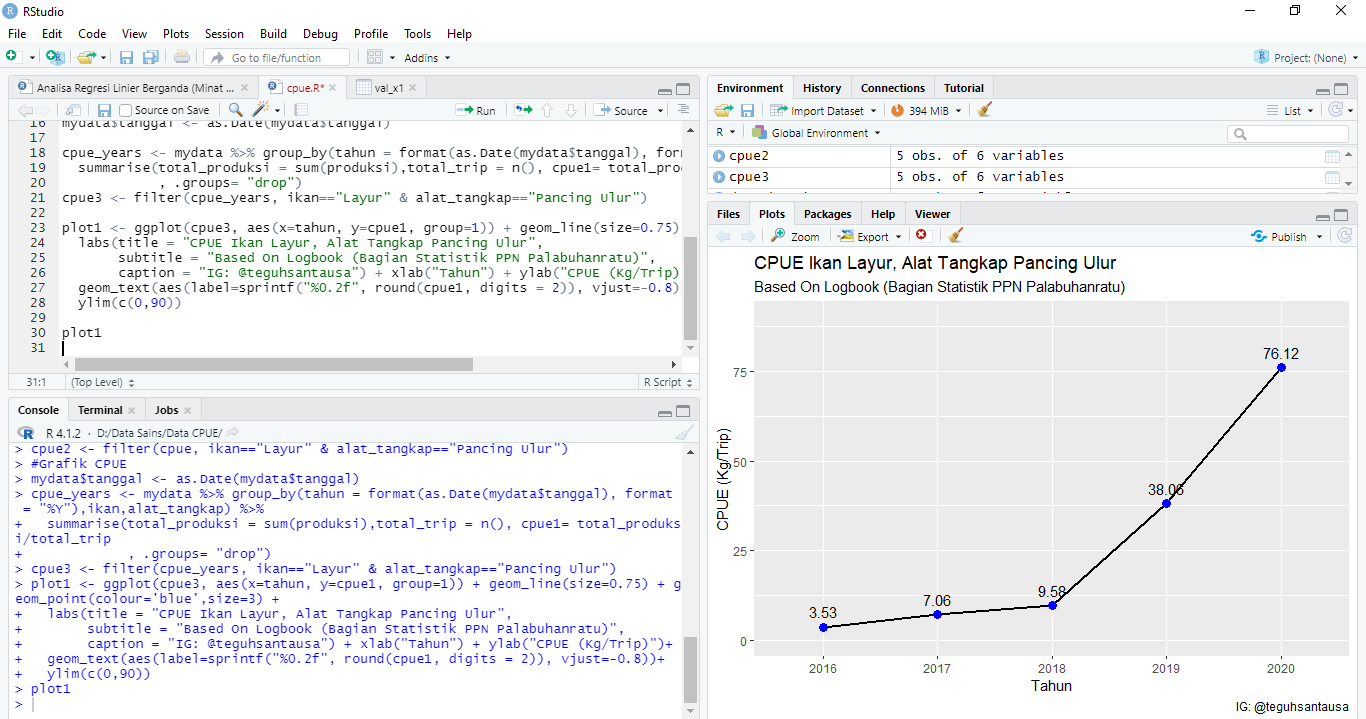 RStudio
File Edit Code View Plots Session Build Debug Profile Tools Help
Go to file/function Addins Project: (None)
Analisa Regresi Linier Berganda (Minat ... cpue.R* val_x1
Source on Save Run Source
16 mydata$tanggal <- as.Date(mydata$tanggal)
17
18 cpue_years <- mydata %>% group_by(tahun = format(as.Date(mydata$tanggal), for
19 summarise(total_produksi = sum(produksi),total_trip = n(), cpue1= total_pro
20 , .groups= "drop")
21 cpue3 <- filter(cpue_years, ikan=="Layur" & alat_tangkap=="Pancing Ulur")
22
23 plot1 <- ggplot(cpue3, aes(x=tahun, y=cpue1, group=1)) + geom_line(size=0.75)
24 labs(title = "CPUE Ikan Layur, Alat Tangkap Pancing Ulur",
25 subtitle = "Based On Logbook (Bagian Statistik PPN Palabuhanratu)",
26 caption = "IG: @teguhsantausa") + xlab("Tahun") + ylab("CPUE (Kg/Trip)
27 geom_text(aes(label=sprintf("%0.2f", round(cpue1, digits = 2)), vjust=-0.8)
28 ylim(c(0,90))
29
30 plot1
31
31:1 (Top Level) R Script
Console Terminal Jobs
R 4.1.2 · D:/Data Sains/Data CPUE/
> cpue2 <- filter(cpue, ikan=="Layur" & alat_tangkap=="Pancing Ulur")
> #Grafik CPUE
> mydata$tanggal <- as.Date(mydata$tanggal)
> cpue_years <- mydata %>% group_by(tahun = format(as.Date(mydata$tanggal), format
= "%Y"),ikan,alat_tangkap) %>%
+ summarise(total_produksi = sum(produksi),total_trip = n(), cpue1= total_produks
i/total_trip
+ , .groups= "drop")
> cpue3 <- filter(cpue_years, ikan=="Layur" & alat_tangkap=="Pancing Ulur")
> plot1 <- ggplot(cpue3, aes(x=tahun, y=cpue1, group=1)) + geom_line(size=0.75) + g
eom_point(colour='blue',size=3) +
+ labs(title = "CPUE Ikan Layur, Alat Tangkap Pancing Ulur",
+ subtitle = "Based On Logbook (Bagian Statistik PPN Palabuhanratu)",
+ caption = "IG: @teguhsantausa") + xlab("Tahun") + ylab("CPUE (Kg/Trip)")+
+ geom_text(aes(label=sprintf("%0.2f", round(cpue1, digits = 2)), vjust=-0.8))+
+ ylim(c(0,90))
> plot1
>
Environment History Connections Tutorial
Import Dataset 394 MiB List
R Global Environment
cpue2 5 obs. of 6 variables
cpue3 5 obs. of 6 variables
Files Plots Packages Help Viewer
Zoom Export Publish
CPUE Ikan Layur, Alat Tangkap Pancing Ulur
Based On Logbook (Bagian Statistik PPN Palabuhanratu)
CPUE (Kg/Trip)
75
50
25
0
3.53
7.06
9.58
38.06
76.12
2016 2017 2018 2019 2020
Tahun
IG: @teguhsantausa